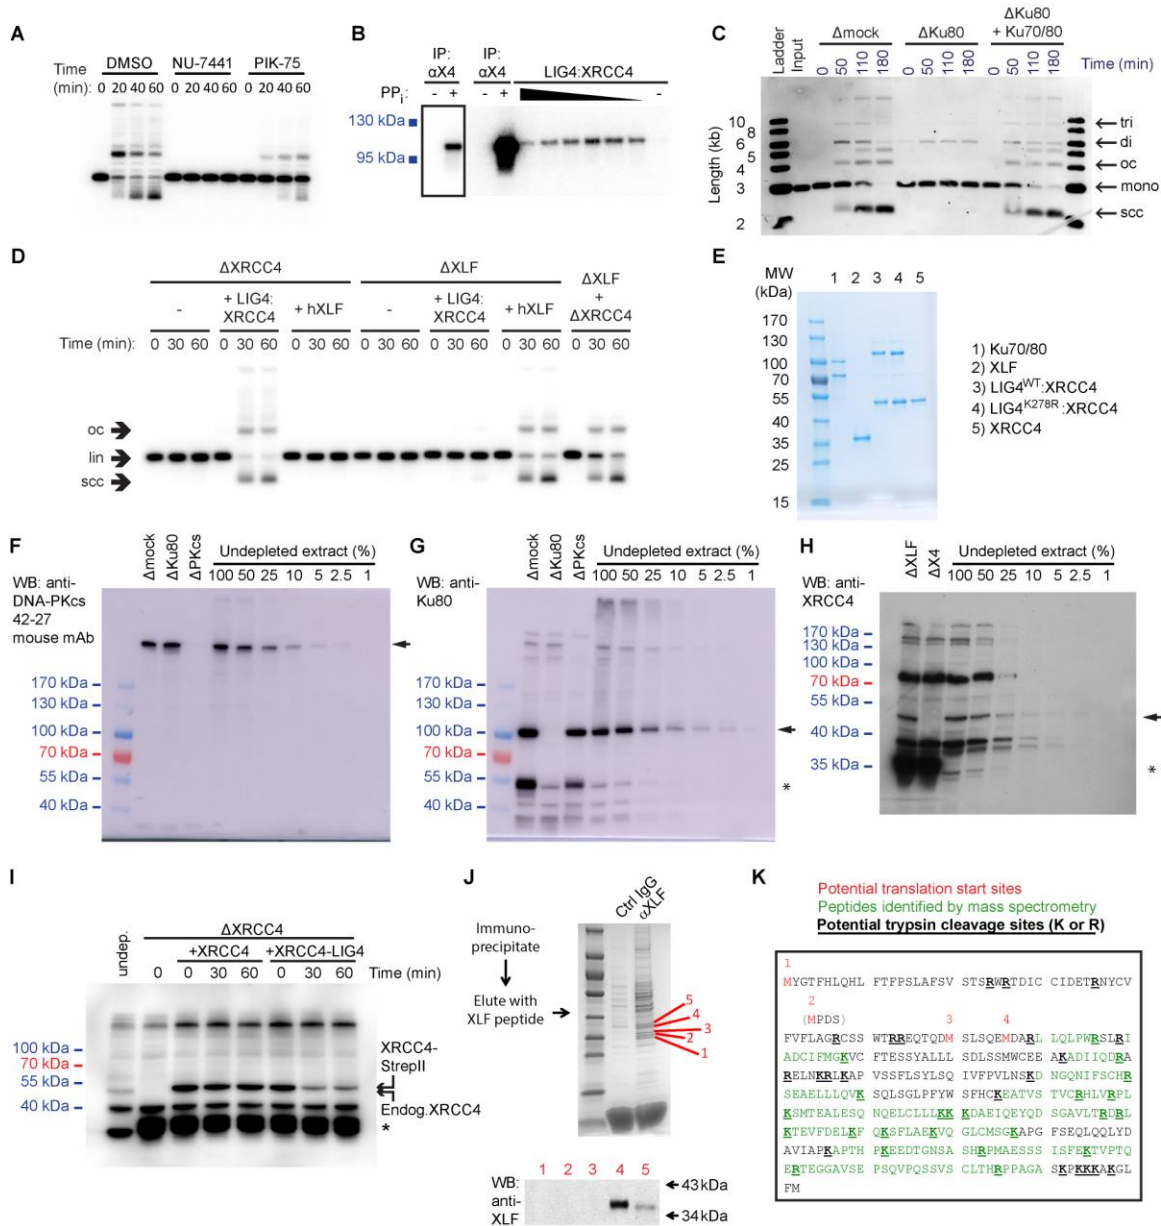 A
DMSO NU-7441 PIK-75
Time
(min): 0 20 40 60 0 20 40 60 0 20 40 60
B
IP: αX4 IP: αX4 LIG4:XRCC4
PPi: - + - + -
130 kDa
95 kDa
C
Ladder Input Δmock ΔKu80 ΔKu80 + Ku70/80
0 50 110 180 0 50 110 180 0 50 110 180 Time (min)
Length (kb)
10
8
6
5
4
3
2
tri
di
oc
mono
scc
D
ΔXRCC4 ΔXLF ΔXLF + ΔXRCC4
- + LIG4: XRCC4 + hXLF - + LIG4: XRCC4 + hXLF
Time (min): 0 30 60 0 30 60 0 30 60 0 30 60 0 30 60 0 30 60 0 30 60
oc
lin
scc
E
MW (kDa) 1 2 3 4 5
170
130
100
70
55
40
35
25
15
1) Ku70/80
2) XLF
3) LIG4WT:XRCC4
4) LIG4K278R:XRCC4
5) XRCC4
F
Δmock ΔKu80 ΔPKcs Undepleted extract (%)
100 50 25 10 5 2.5 1
WB: anti-
DNA-PKcs
42-27
mouse mAb
170 kDa
130 kDa
100 kDa
70 kDa
55 kDa
40 kDa
G
Δmock ΔKu80 ΔPKcs Undepleted extract (%)
100 50 25 10 5 2.5 1
WB: anti-
Ku80
170 kDa
130 kDa
100 kDa
70 kDa
55 kDa
40 kDa
*
H
ΔXLF ΔX4 Undepleted extract (%)
100 50 25 10 5 2.5 1
WB: anti-
XRCC4
170 kDa
130 kDa
100 kDa
70 kDa
55 kDa
40 kDa
35 kDa
*
I
undep. ΔXRCC4
+XRCC4 +XRCC4-LIG4
0 0 30 60 0 30 60 Time (min)
100 kDa
70 kDa
55 kDa
40 kDa
XRCC4-
StrepII
Endog.XRCC4
*
J
Immuno-
precipitate
Elute with
XLF peptide
Ctrl IgG αXLF
5
4
3
2
1
1 2 3 4 5
WB:
anti-
XLF
43kDa
34kDa
K
Potential translation start sites
Peptides identified by mass spectrometry
Potential trypsin cleavage sites (K or R)
1
MYGTFHLQHL FTFPSLAFSV STSRWRTDIC CIDETRNYCV
2
(MPDS) 3 4
FVFLAGRCSS WTRREQTQDM SLSQEMDARL LLQLPWRSLRI
ADCIFMGKVC FTESSYALLL SDLSSMWCEE AKADIIQDRA
RELNKRLKAP VSSFLSYLSQ IVFPVLNSKD NGQNIFSCHR
SEAELLLQVK SQLSGLPFYW IVFSFHCKEATVS TVCRHLVRPL
KSMTEALESQ NQELCLLLKK KDAEIQEYQD SGAVLTRDRL
KTEVFDELKF QKSFLAEKVQ GLCMSGKAPG FSEQLQQLYD
AVIAPKAPTH PKEEDTGNSA SHRPMAESSS ISFEKTVPTQ
ERTEGGAVSE PSQVPQSSVS CLTHRPPAGA SKPKKKAKGL
FM